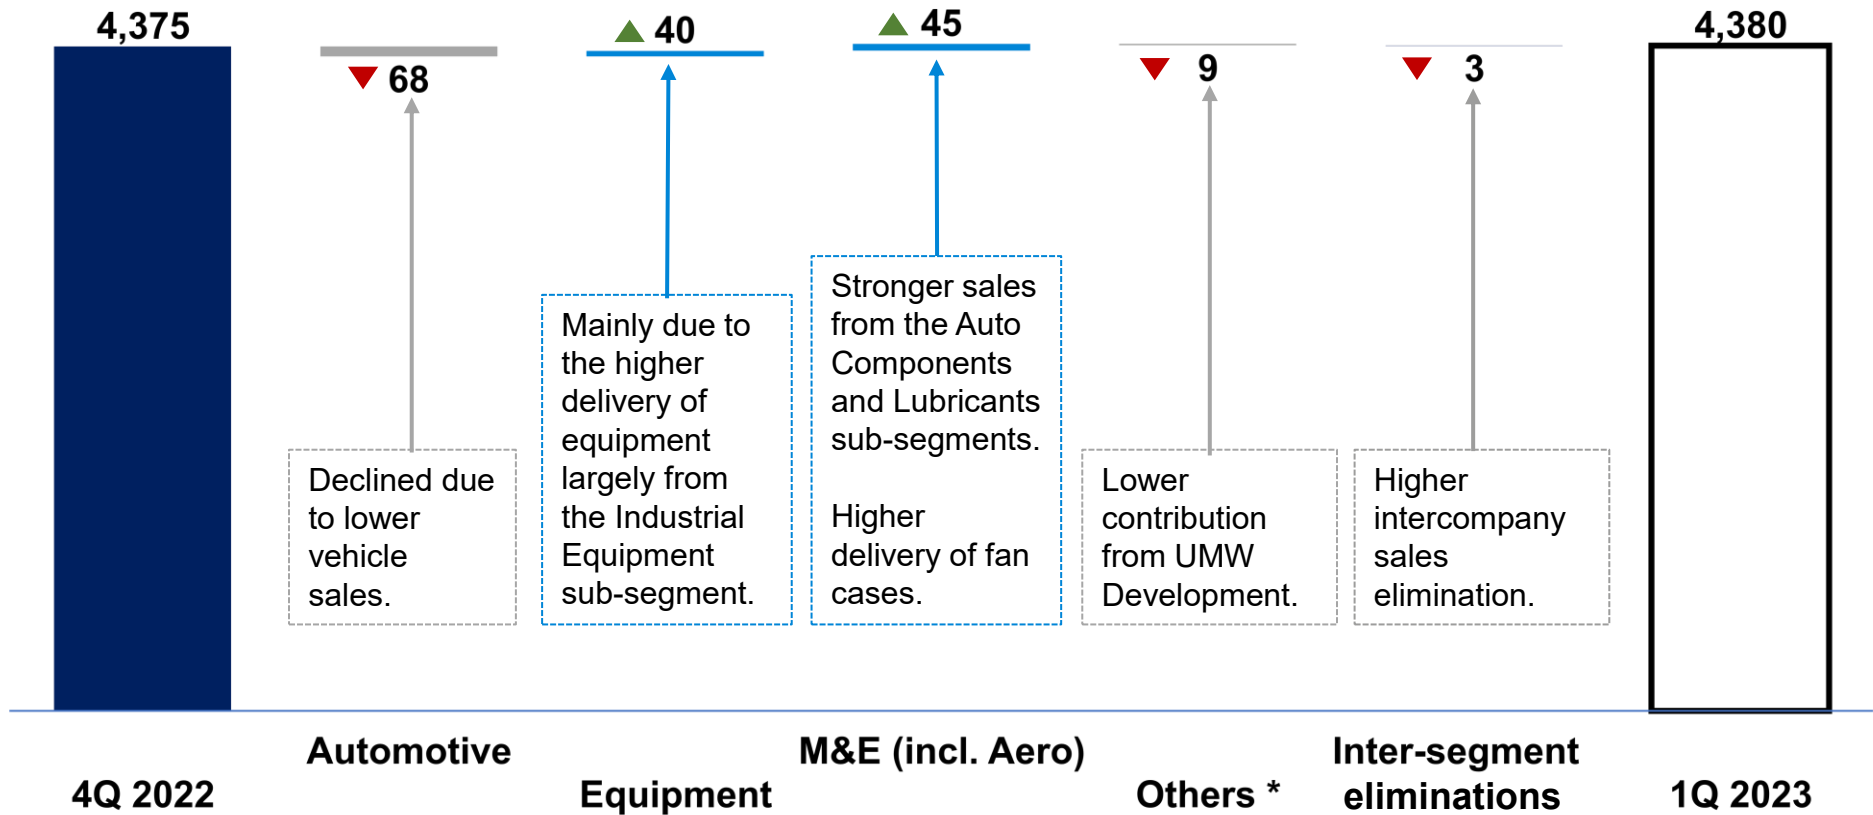 4,375
68
40
45
9
3
4,380
Declined due
to lower
vehicle
sales.
Mainly due to
the higher
delivery of
equipment
largely from
the Industrial
Equipment
sub-segment.
Stronger sales
from the Auto
Components
and Lubricants
sub-segments.
Higher
delivery of fan
cases.
Lower
contribution
from UMW
Development.
Higher
intercompany
sales
elimination.
4Q 2022
Automotive
Equipment
M&E (incl. Aero)
Others *
Inter-segment
eliminations
1Q 2023